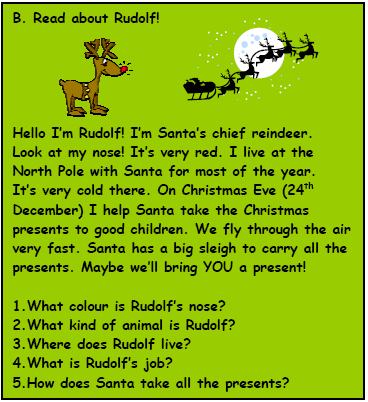 B. Read about Rudolf!
Hello I'm Rudolf! I'm Santa's chief reindeer.
Look at my nose! It's very red. I live at the
North Pole with Santa for most of the year.
It's very cold there. On Christmas Eve (24th
December) I help Santa take the Christmas
presents to good children. We fly through the air
very fast. Santa has a big sleigh to carry all the
presents. Maybe we'll bring YOU a present!
1.What colour is Rudolf's nose?
2.What kind of animal is Rudolf?
3.Where does Rudolf live?
4.What is Rudolf's job?
5.How does Santa take all the presents?